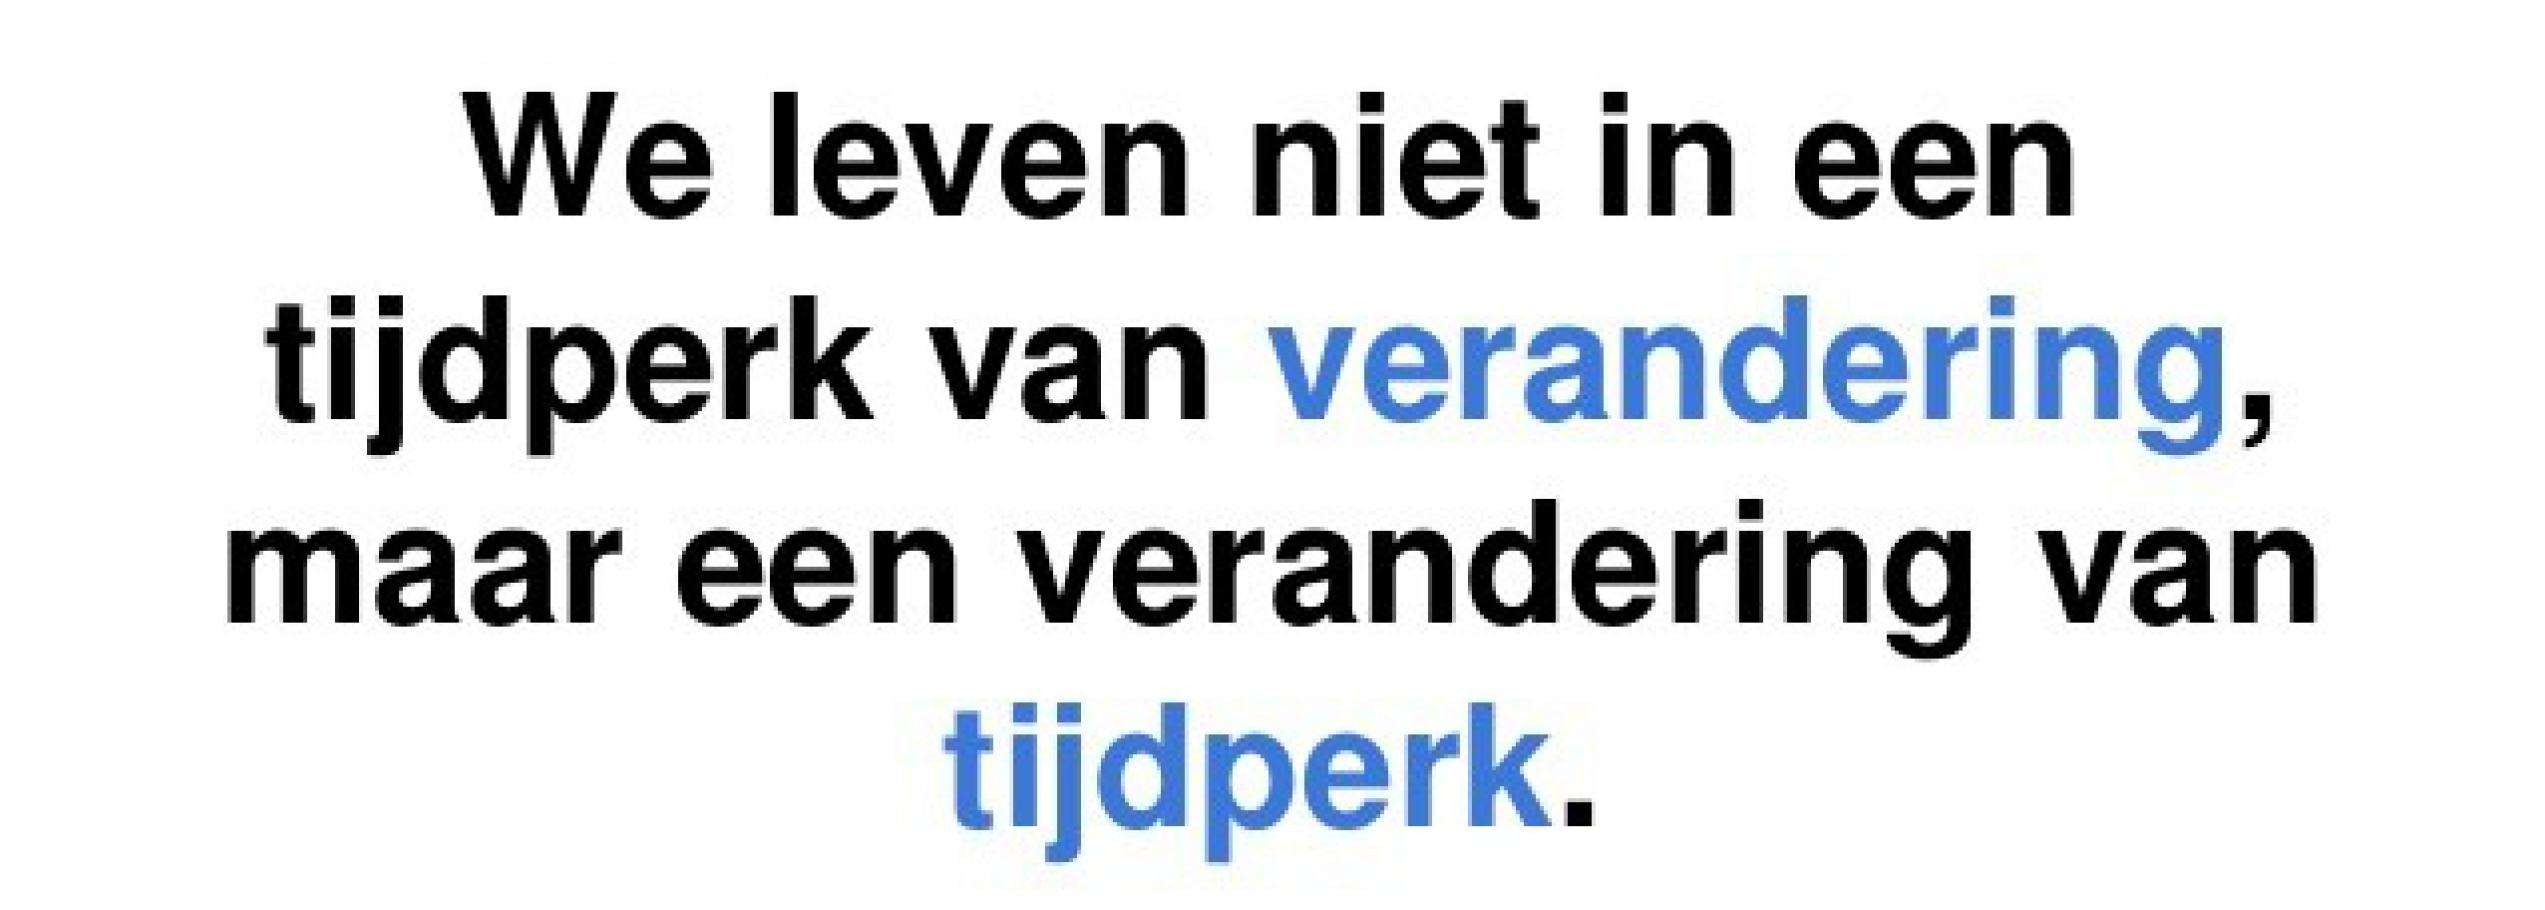 We leven niet in een
tijdperk van verandering,
maar een verandering van
tijdperk.